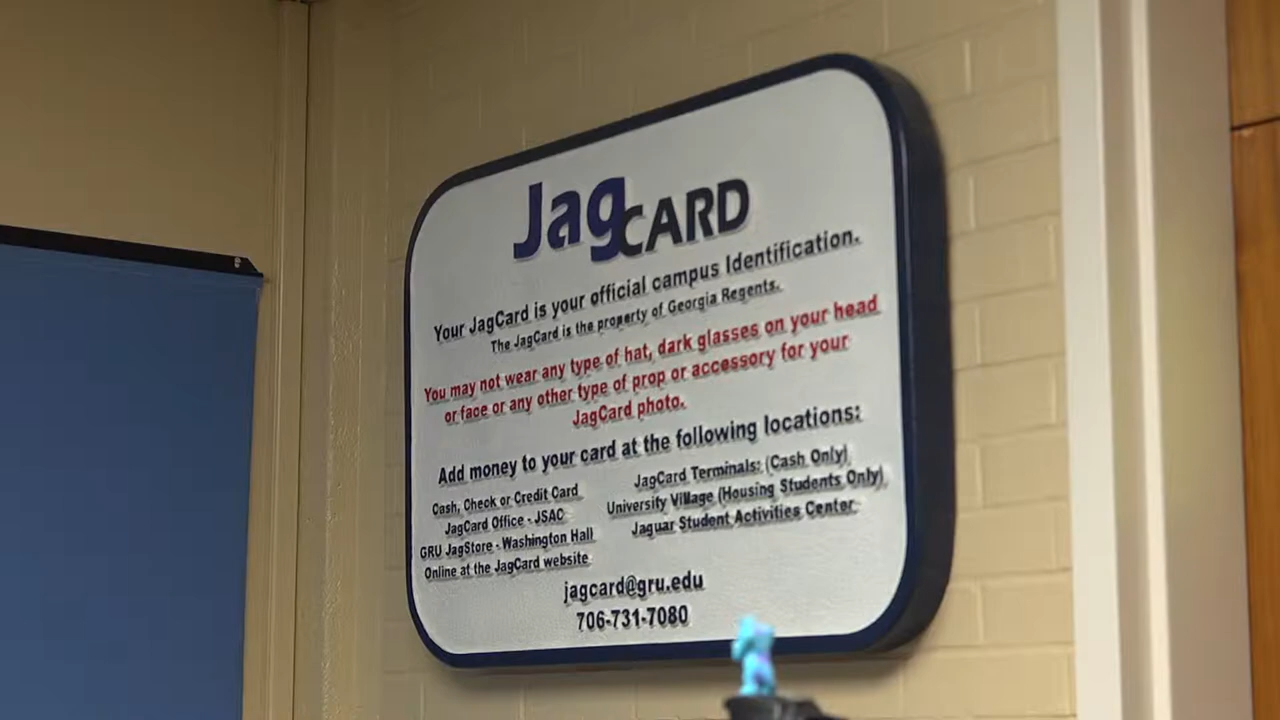 JagCARD
Your JagCard is your official campus Identification.
The JagCard is the property of Georgia Regents.
You may not wear any type of hat, dark glasses on your head
or face or any other type of prop or accessory for your
JagCard photo.
Add money to your card at the following locations:
Cash, Check or Credit Card
JagCard Office - JSAC
GRU JagStore - Washington Hall
Online at the JagCard website
JagCard Terminals: (Cash Only)
University Village (Housing Students Only)
Jaguar Student Activities Center
jagcard@gru.edu
706-731-7080